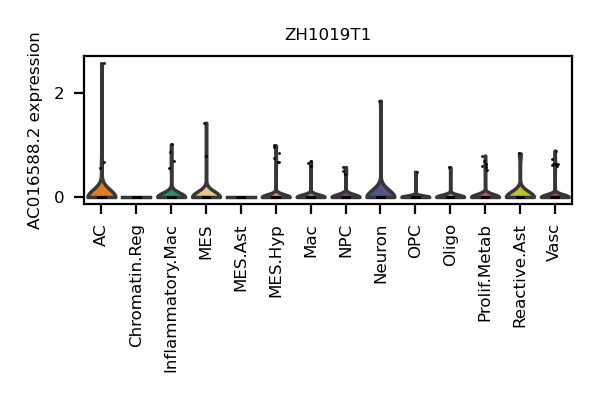 ZH1019T1
AC016588.2 expression
2
0
AC
Chromatin.Reg
Inflammatory.Mac
MES
MES.Ast
MES.Hyp
Mac
NPC
Neuron
OPC
Oligo
Prolif.Metab
Reactive.Ast
Vasc